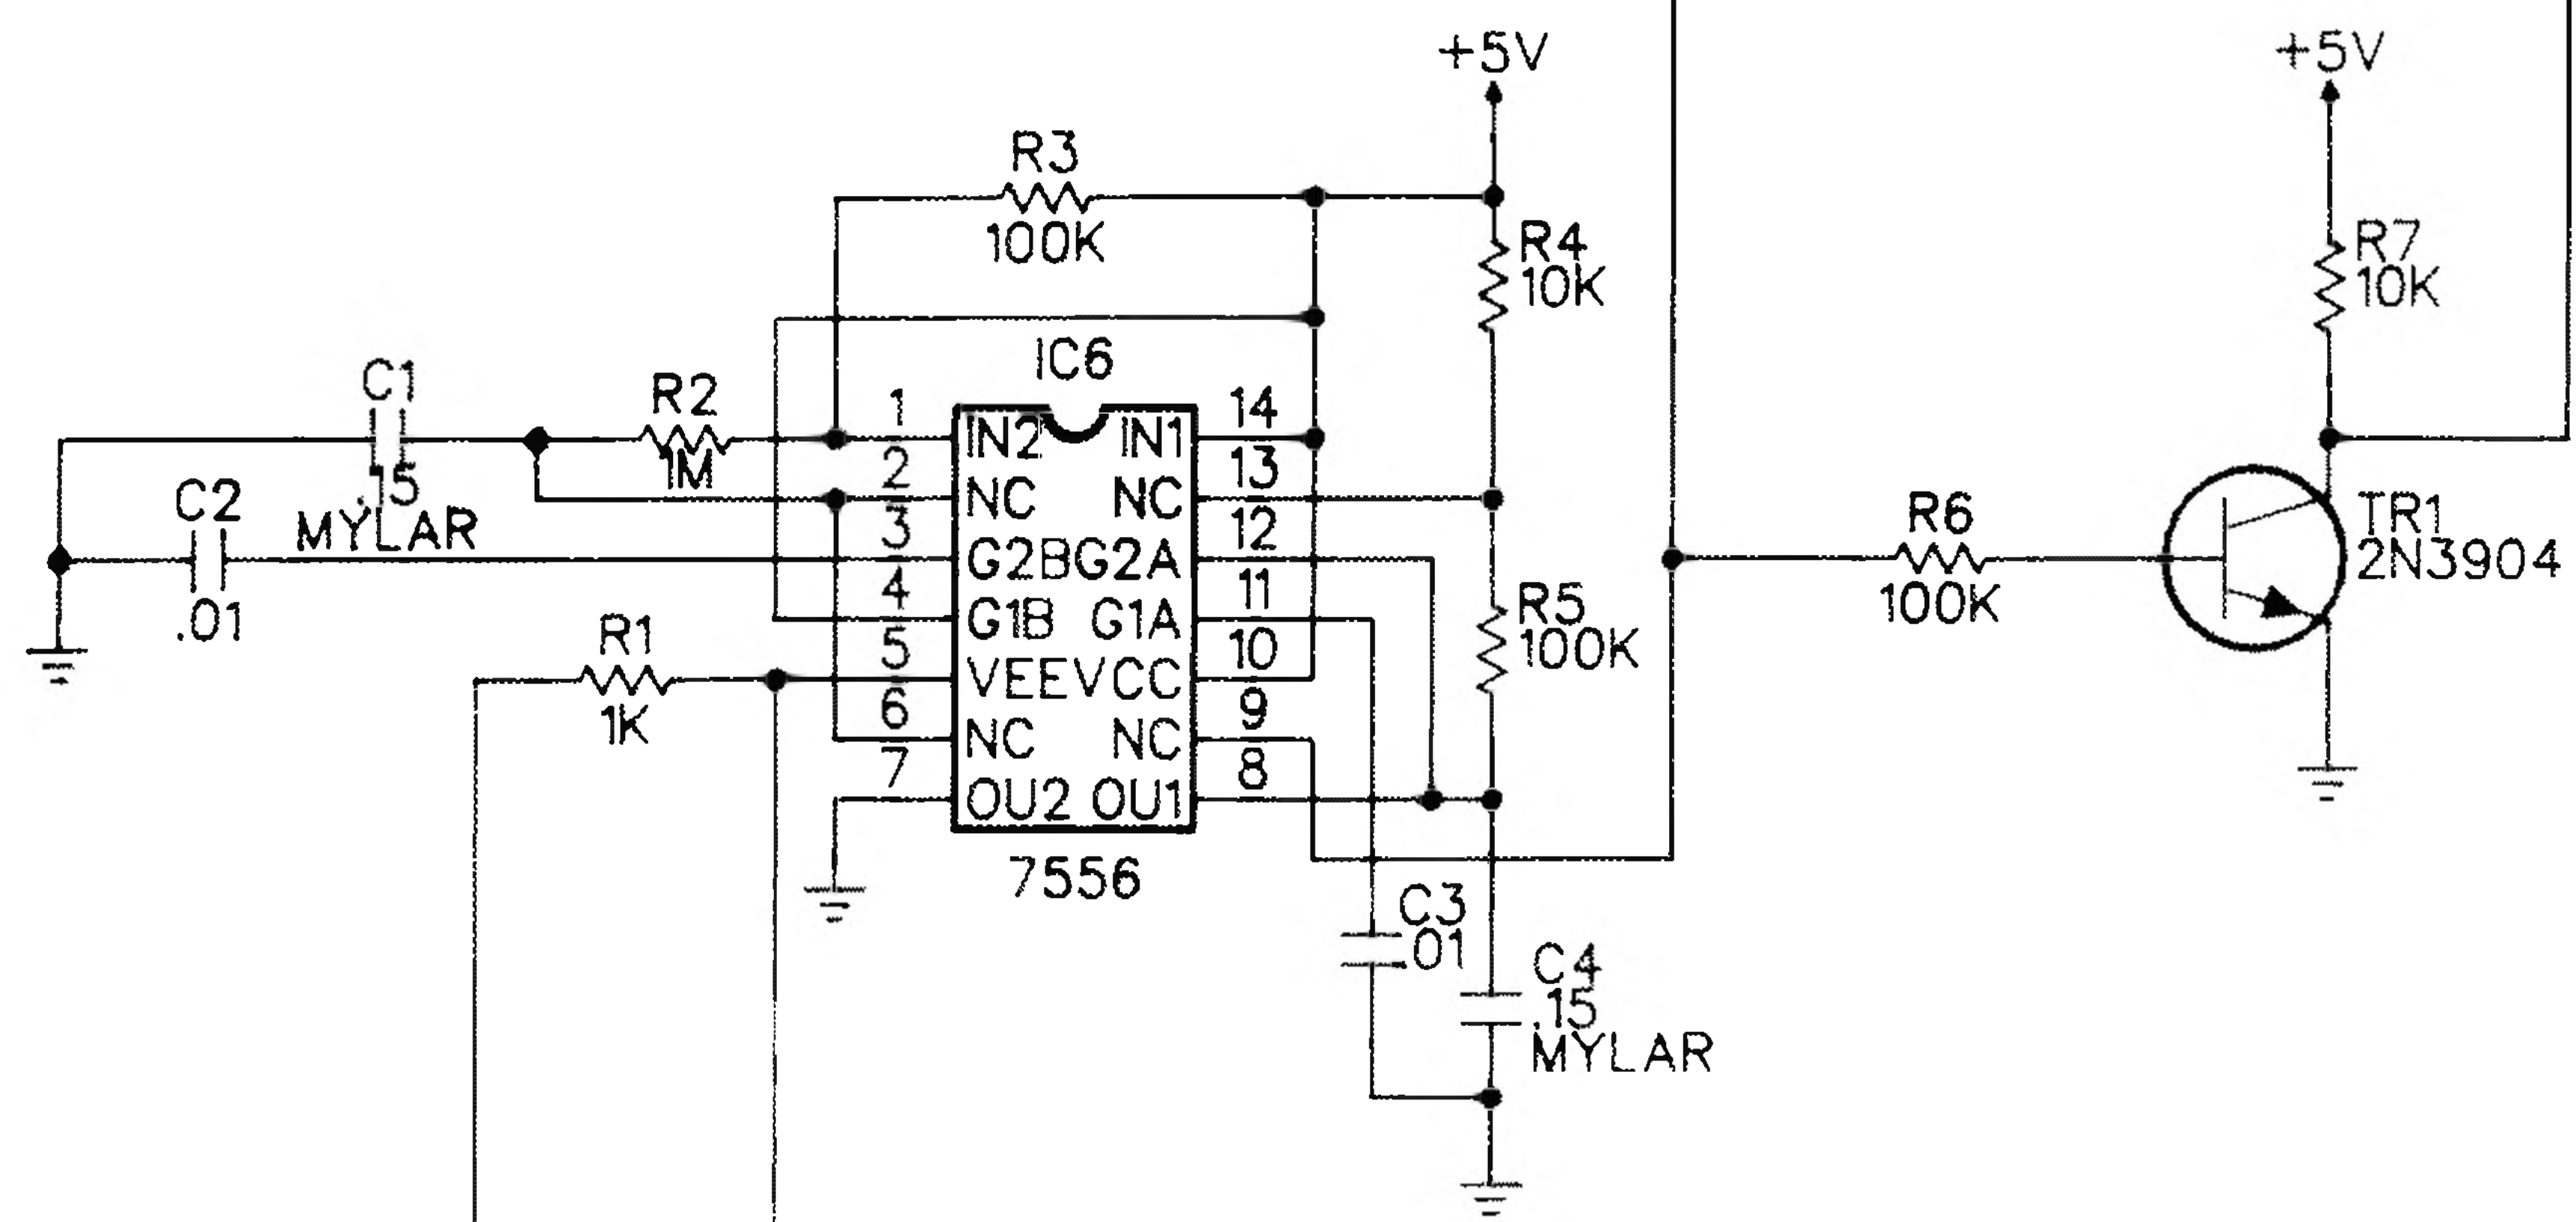 +5V
+5V
R3
100K
R4
10K
R7
10K
IC6
C1
.15
MYLAR
R2
1M
C2
.01
R1
1K
1
2
3
4
5
6
7
IN2
NC
G2B
G1B
VEE
NC
OU2
IN1
NC
G2A
G1A
VCC
NC
OU1
14
13
12
11
10
9
8
7556
R5
100K
R6
100K
TR1
2N3904
C3
.01
C4
.15
MYLAR